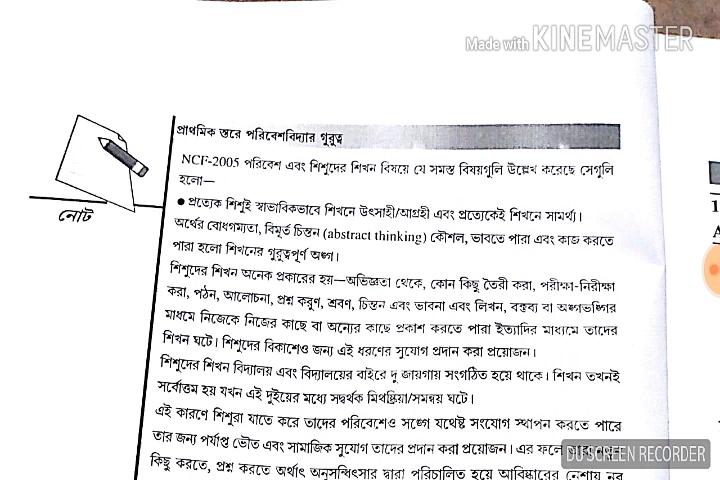 Made with KINEMASTER
প্রাথমিক স্তরে পরিবেশবিদ্যার গুরুত্ব
NCF-2005 পরিবেশ এবং শিশুদের শিখন বিষয়ে যে সমস্ত বিষয়গুলি উল্লেখ করেছে সেগুলি
হলো—
নোট
● প্রত্যেক শিশুই স্বাভাবিকভাবে শিখনে উৎসাহী/আগ্রহী এবং প্রত্যেকেই শিখনে সামর্থ্য।
অর্থের বোধগম্যতা, বিমূর্ত চিন্তন (abstract thinking) কৌশল, ভাবতে পারা এবং কাজ করতে
পারা হলো শিখনের গুরুত্বপূর্ণ অঙ্গ।
শিশুদের শিখন অনেক প্রকারের হয়—অভিজ্ঞতা থেকে, কোন কিছু তৈরী করা, পরীক্ষা-নিরীক্ষা
করা, পঠন, আলোচনা, প্রশ্ন করুণ, শ্রবণ, চিন্তন এবং ভাবনা এবং লিখন, বক্তব্য বা অঙ্গভঙ্গির
মাধমে নিজেকে নিজের কাছে বা অন্যের কাছে প্রকাশ করতে পারা ইত্যাদির মাধ্যমে তাদের
শিখন ঘটে। শিশুদের বিকাশেও জন্য এই ধরণের সুযোগ প্রদান করা প্রয়োজন।
শিশুদের শিখন বিদ্যালয় এবং বিদ্যালয়ের বাইরে দু জায়গায় সংগঠিত হয়ে থাকে। শিখন তখনই
সর্বোত্তম হয় যখন এই দুইয়ের মধ্যে সদ্বর্থক মিথষ্ক্রিয়া/সমন্বয় ঘটে।
এই কারণে শিশুরা যাতে করে তাদের পরিবেশেও সঙ্গে যথেষ্ট সংযোগ স্থাপন করতে পারে
তার জন্য পর্যাপ্ত ভৌত এবং সামাজিক সুযোগ তাদের প্রদান করা প্রয়োজন। এর ফলে
কিছু করতে, প্রশ্ন করতে অর্থাৎ অনুসন্ধিৎসার দ্বারা পরিচালিত হয়ে আবিষ্কারের নেশায়
DU SCREEN RECORDER